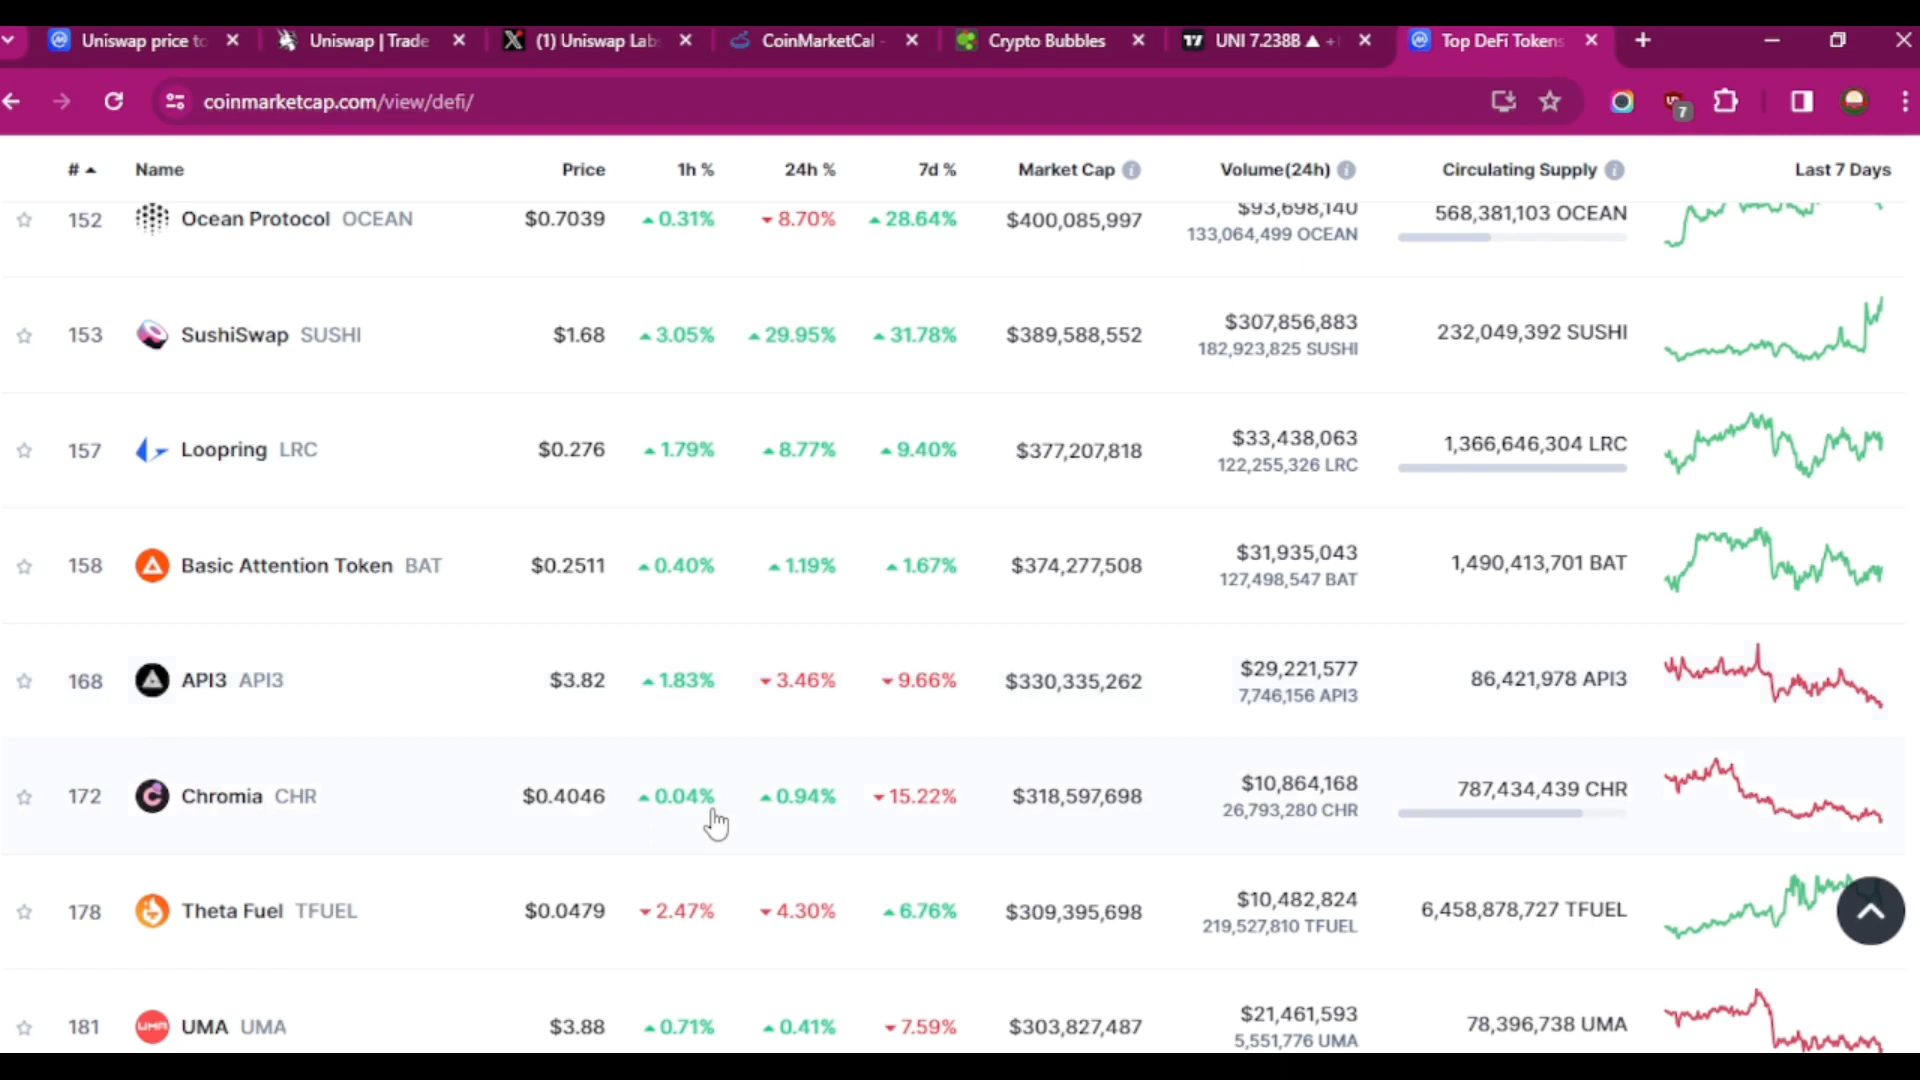 Uniswap price to
Uniswap | Trade
(1) Uniswap Lab
CoinMarketCal -
Crypto Bubbles
UNI 7.238B ▲ +
Top DeFi Tokens
coinmarketcap.com/view/defi/
7
# Name Price 1h % 24h % 7d % Market Cap Volume(24h) Circulating Supply Last 7 Days
152 Ocean Protocol OCEAN $0.7039 0.31% 8.70% 28.64% $400,085,997 $93,698,140 568,381,103 OCEAN
133,064,499 OCEAN
153 SushiSwap SUSHI $1.68 3.05% 29.95% 31.78% $389,588,552 $307,856,883 232,049,392 SUSHI
182,923,825 SUSHI
157 Loopring LRC $0.276 1.79% 8.77% 9.40% $377,207,818 $33,438,063 1,366,646,304 LRC
122,255,326 LRC
158 Basic Attention Token BAT $0.2511 0.40% 1.19% 1.67% $374,277,508 $31,935,043 1,490,413,701 BAT
127,498,547 BAT
168 API3 API3 $3.82 1.83% 3.46% 9.66% $330,335,262 $29,221,577 86,421,978 API3
7,746,156 API3
172 Chromia CHR $0.4046 0.04% 0.94% 15.22% $318,597,698 $10,864,168 787,434,439 CHR
26,793,280 CHR
178 Theta Fuel TFUEL $0.0479 2.47% 4.30% 6.76% $309,395,698 $10,482,824 6,458,878,727 TFUEL
219,527,810 TFUEL
181 UMA UMA UMA $3.88 0.71% 0.41% 7.59% $303,827,487 $21,461,593 78,396,738 UMA
5,551,776 UMA